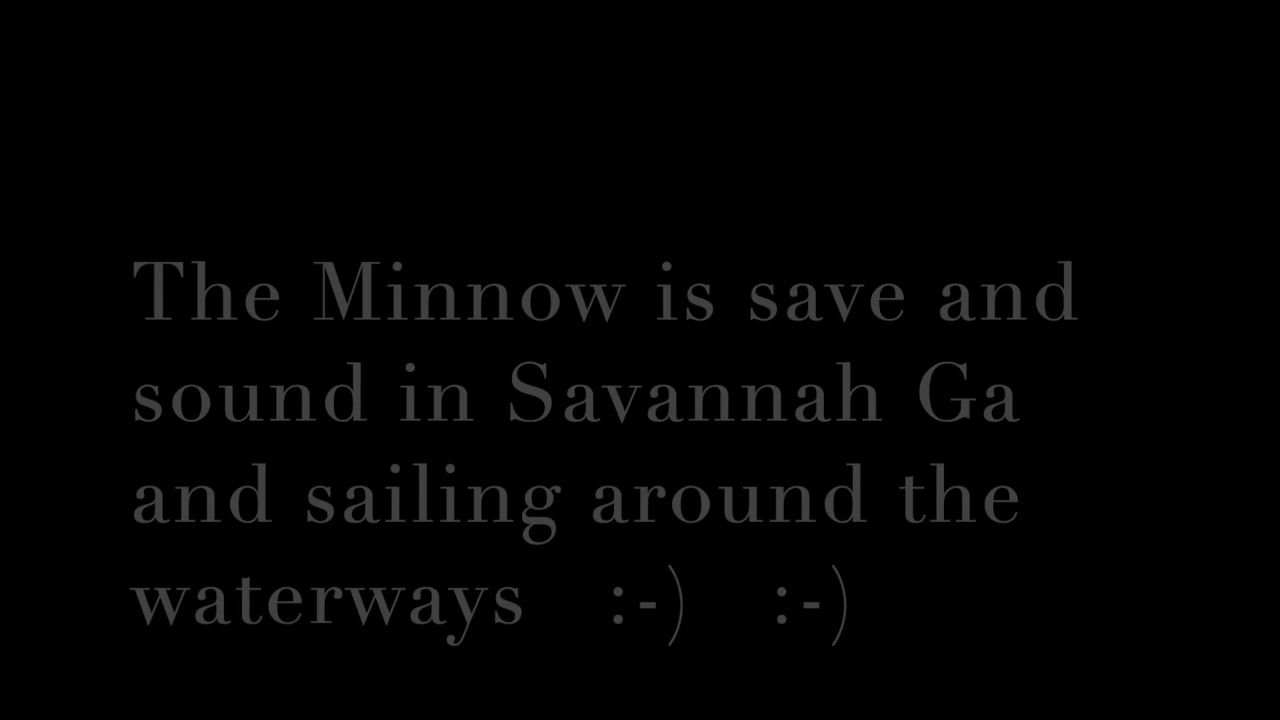 The Minnow is save and
sound in Savannah Ga
and sailing around the
waterways :-) :-)